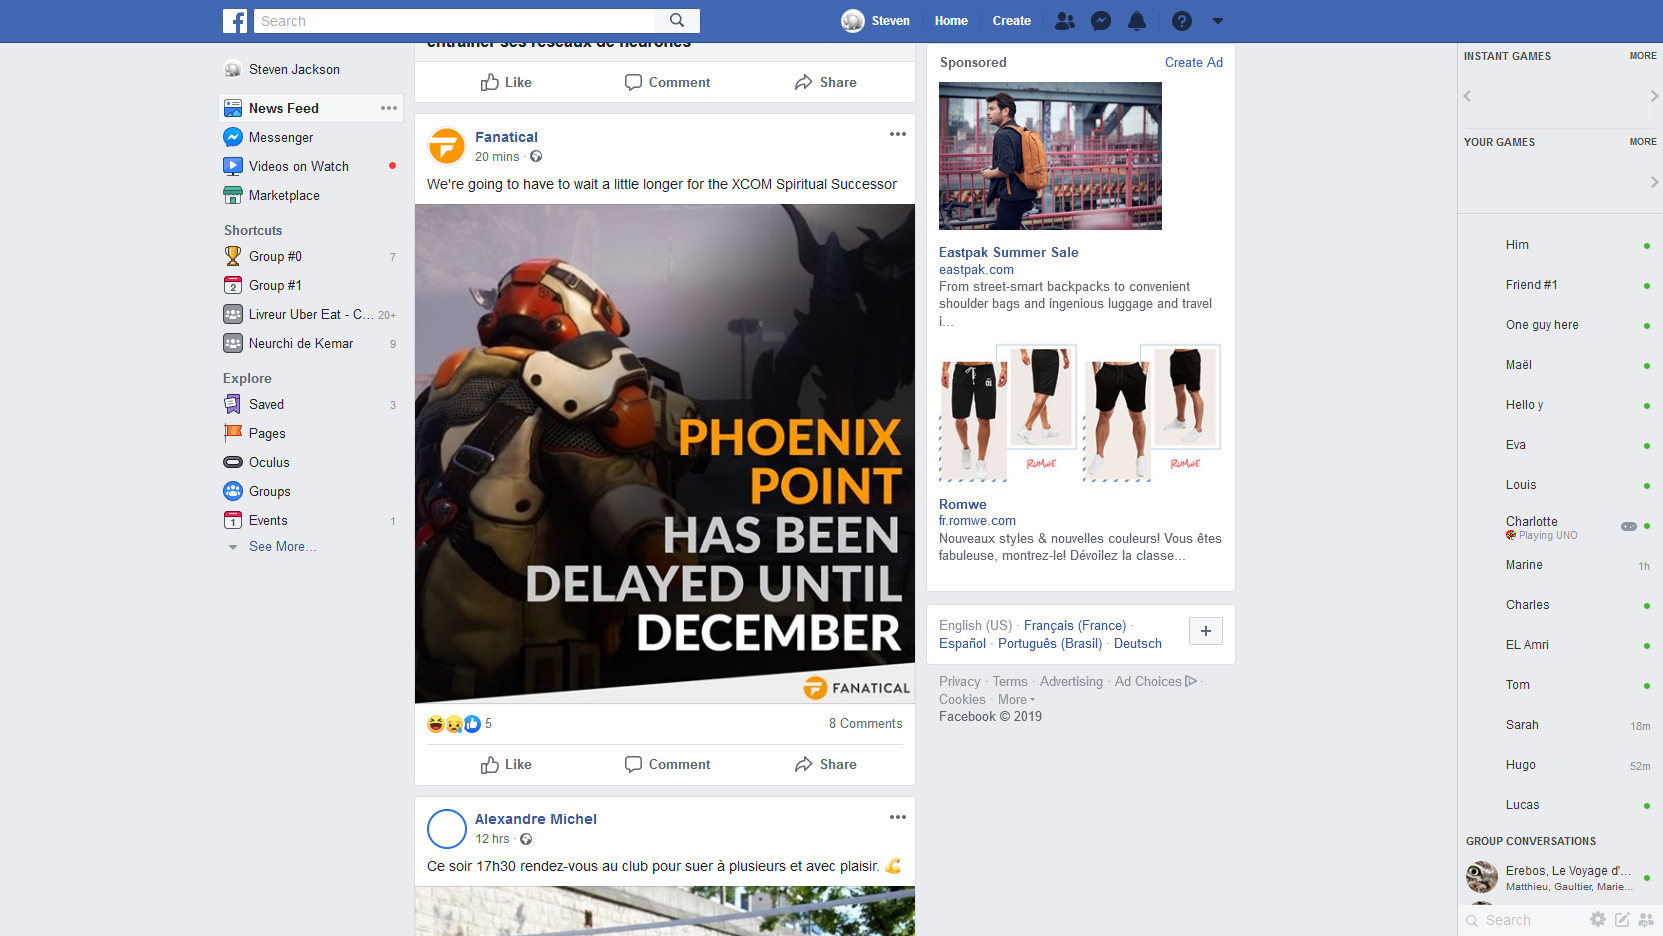 Search
Steven
Home
Create
Steven Jackson
News Feed
Messenger
Videos on Watch
Marketplace
Shortcuts
Group #0 7
Group #1
Livreur Uber Eat - C... 20+
Neurchi de Kemar 9
Explore
Saved 3
Pages
Oculus
Groups
Events 1
See More...
entraîner ses réseaux de neurones
Like Comment Share
Fanatical
20 mins ·
We're going to have to wait a little longer for the XCOM Spiritual Successor
PHOENIX
POINT
HAS BEEN
DELAYED UNTIL
DECEMBER
FANATICAL
5 8 Comments
Like Comment Share
Alexandre Michel
12 hrs ·
Ce soir 17h30 rendez-vous au club pour suer à plusieurs et avec plaisir.
Sponsored Create Ad
Eastpak Summer Sale
eastpak.com
From street-smart backpacks to convenient
shoulder bags and ingenious luggage and travel
i...
ROMWE ROMWE
Romwe
fr.romwe.com
Nouveaux styles & nouvelles couleurs! Vous êtes
fabuleuse, montrez-le! Dévoilez la classe...
English (US) · Français (France) ·
Español · Português (Brasil) · Deutsch
Privacy · Terms · Advertising · Ad Choices ·
Cookies · More
Facebook © 2019
INSTANT GAMES MORE
YOUR GAMES MORE
Him
Friend #1
One guy here
Maël
Hello y
Eva
Louis
Charlotte
Playing UNO
Marine 1h
Charles
EL Amri
Tom
Sarah 18m
Hugo 52m
Lucas
GROUP CONVERSATIONS
Erebos, Le Voyage d'...
Matthieu, Gaultier, Marie...
Search